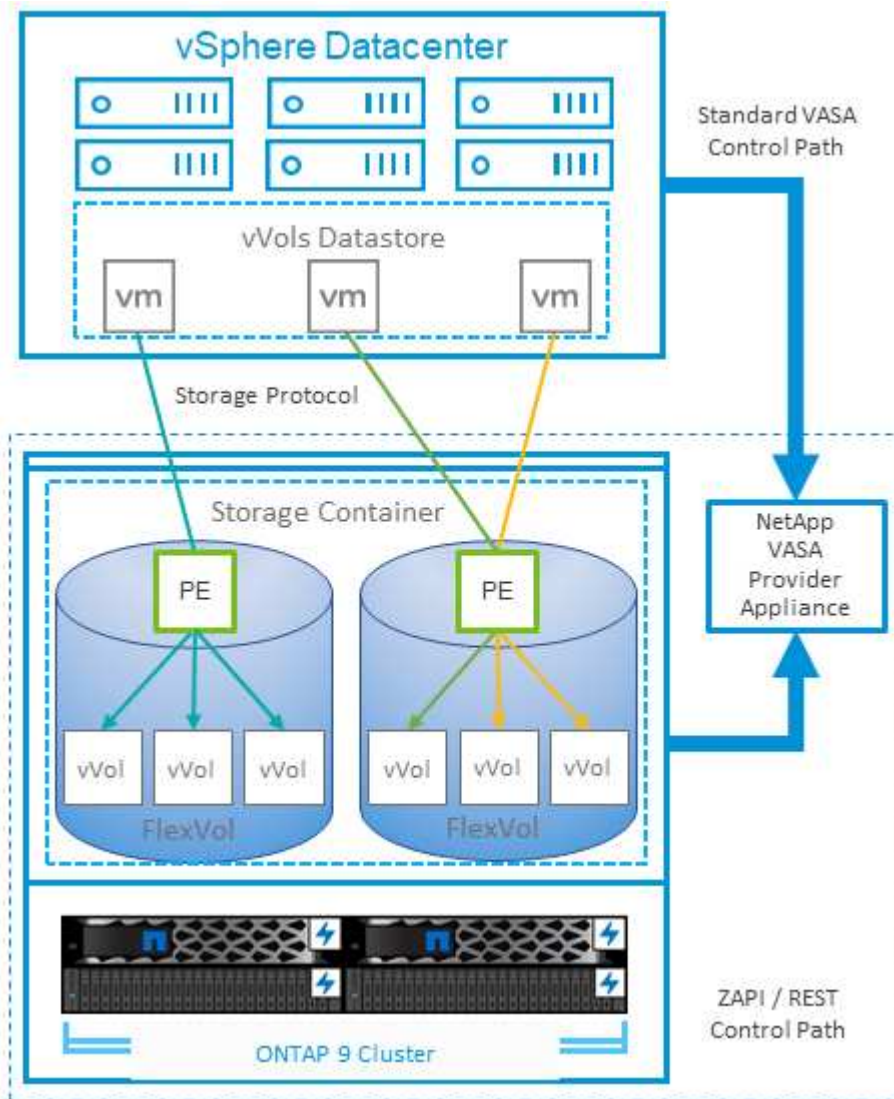 vSphere Datacenter
Standard VASA
Control Path
vVols Datastore
vm vm vm
Storage Protocol
Storage Container
NetApp
VASA
Provider
Appliance
PE PE
vVol vVol vVol vVol vVol vVol
FlexVol FlexVol
ZAPI / REST
Control Path
ONTAP 9 Cluster